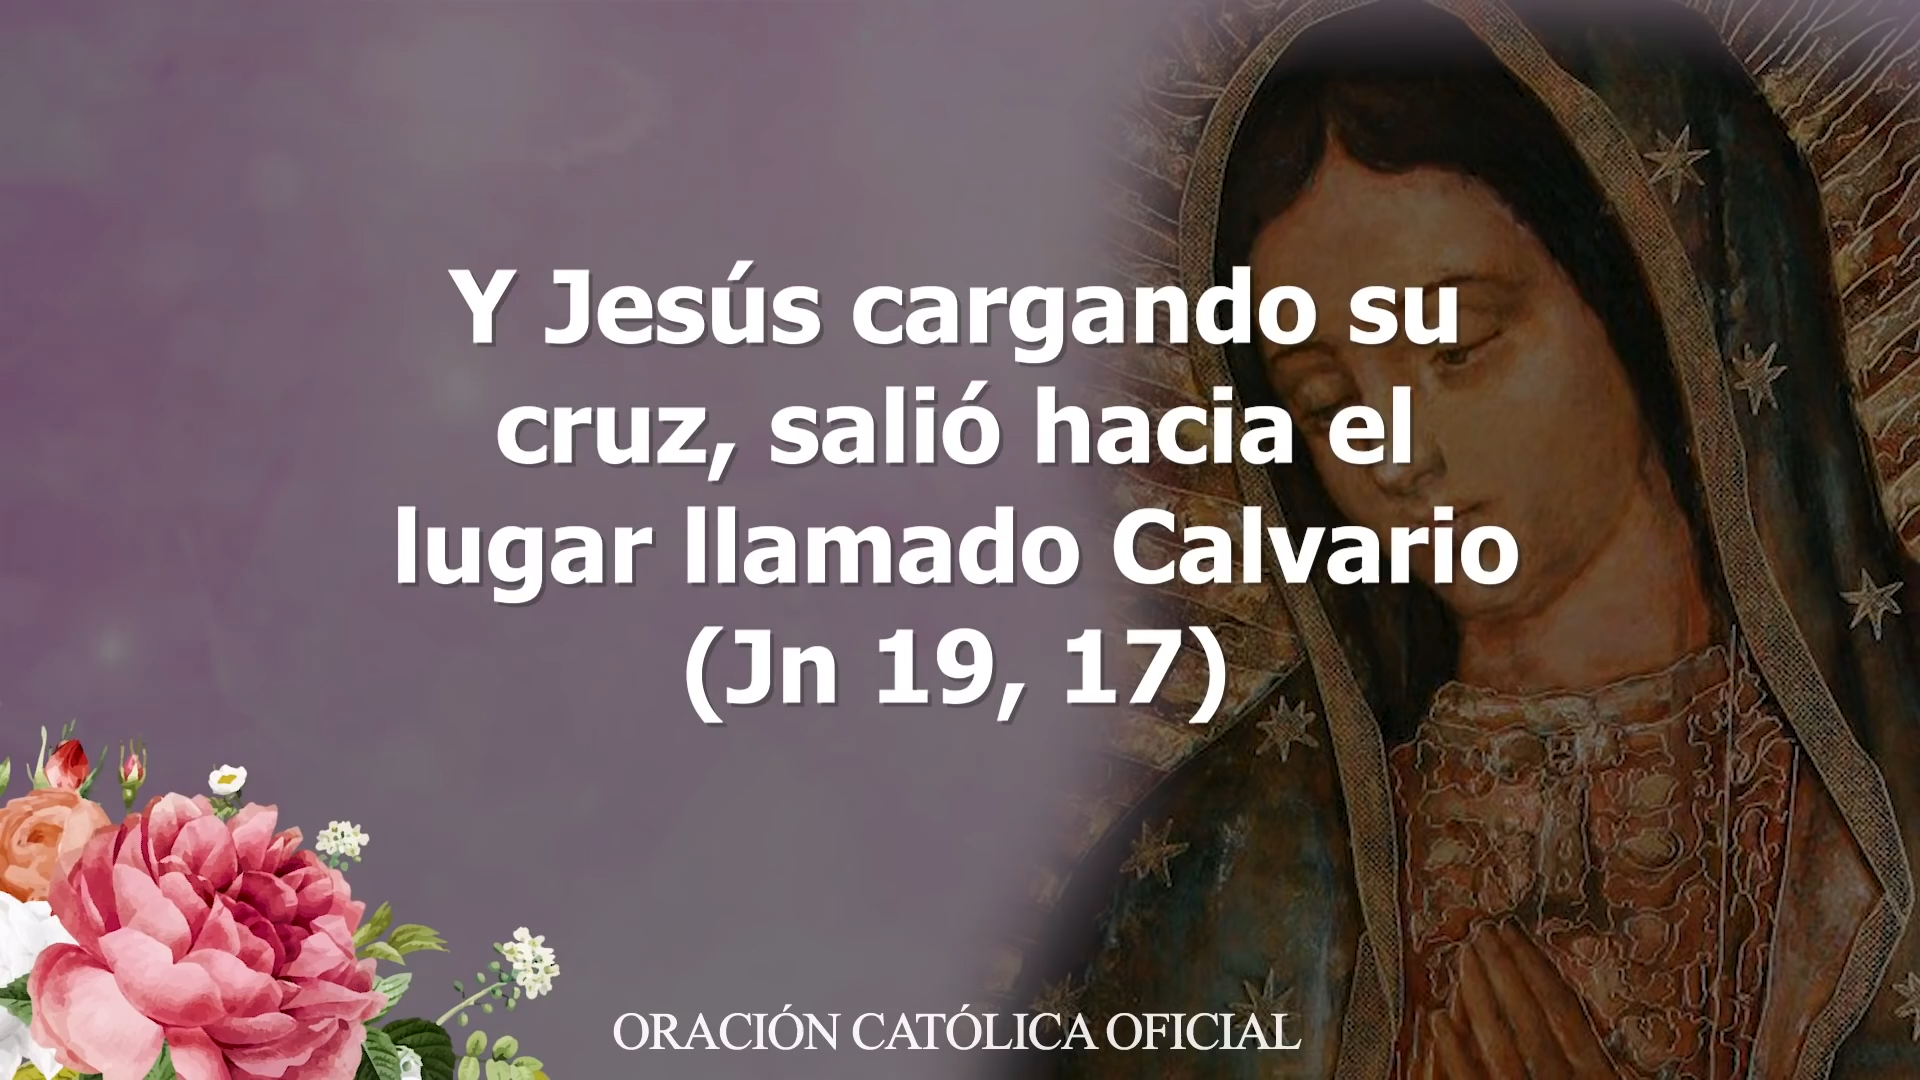 Y Jesús cargando su
cruz, salió hacia el
lugar llamado Calvario
(Jn 19, 17)
ORACIÓN CATÓLICA OFICIAL